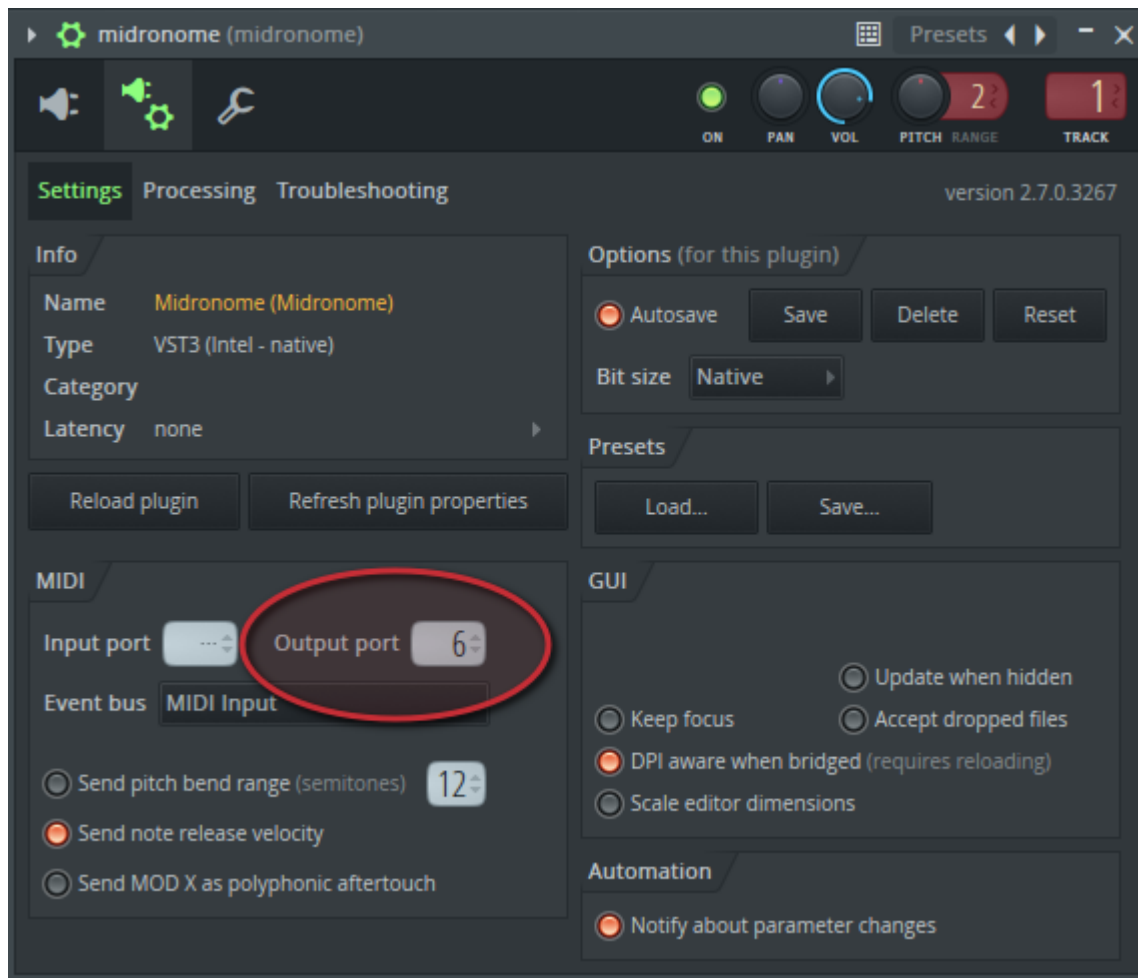 midronome (midronome)
Presets
ON PAN VOL PITCH RANGE 2 1 TRACK
Settings Processing Troubleshooting
version 2.7.0.3267
Info
Name Midronome (Midronome)
Type VST3 (Intel - native)
Category
Latency none
Reload plugin Refresh plugin properties
Options (for this plugin)
Autosave Save Delete Reset
Bit size Native
Presets
Load... Save...
MIDI
Input port --- Output port 6
Event bus MIDI Input
Send pitch bend range (semitones) 12
Send note release velocity
Send MOD X as polyphonic aftertouch
GUI
Update when hidden
Keep focus Accept dropped files
DPI aware when bridged (requires reloading)
Scale editor dimensions
Automation
Notify about parameter changes